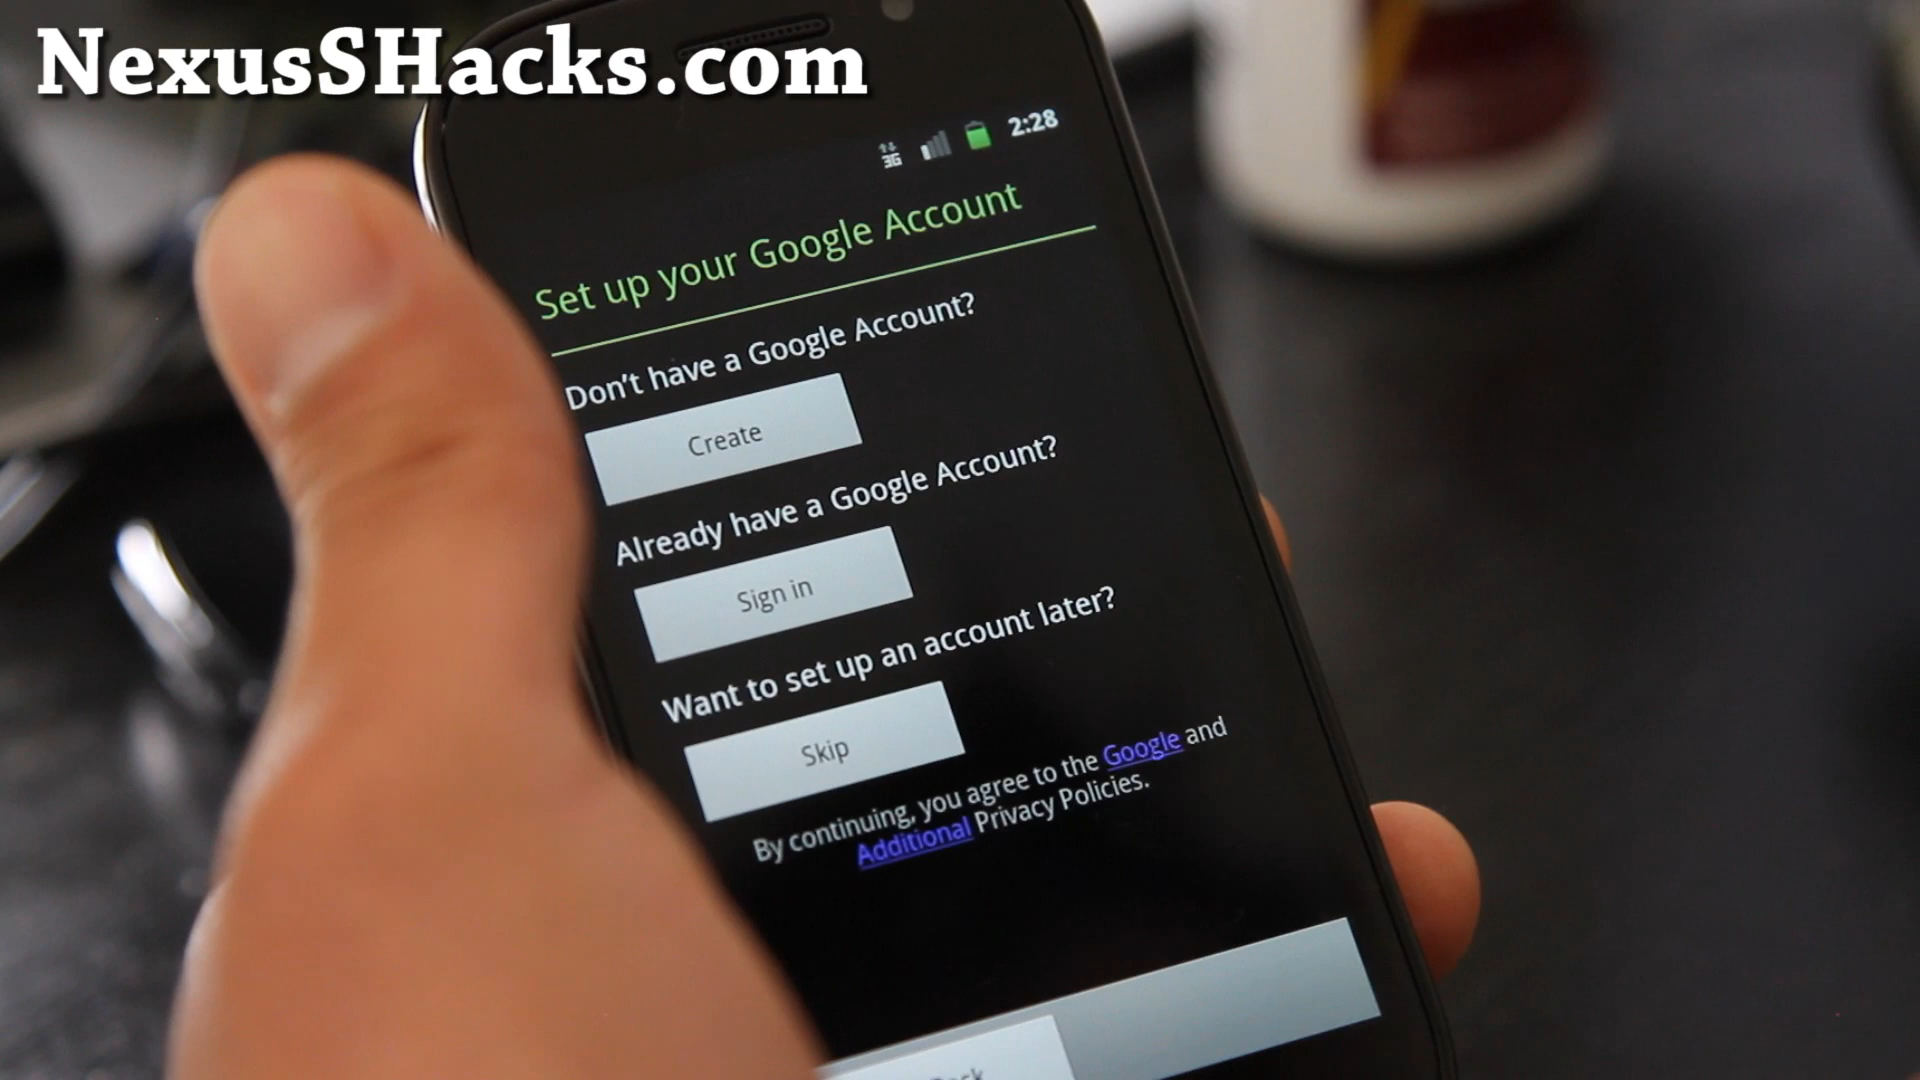 NexusSHacks.com
3G 2:28
Set up your Google Account
Don't have a Google Account?
Create
Already have a Google Account?
Sign in
Want to set up an account later?
Skip
By continuing, you agree to the Google and
Additional Privacy Policies.